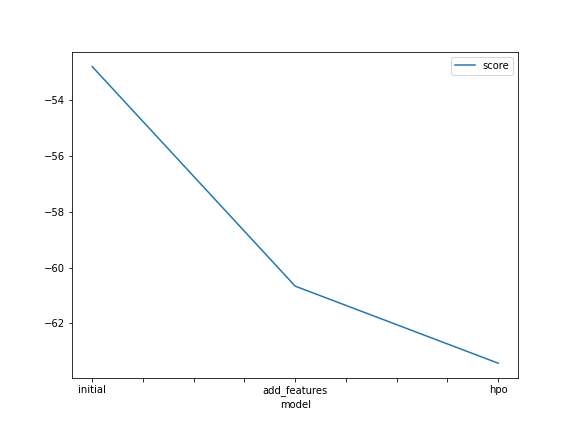 score
−54
−56
−58
−60
−62
initial add_features hpo
model